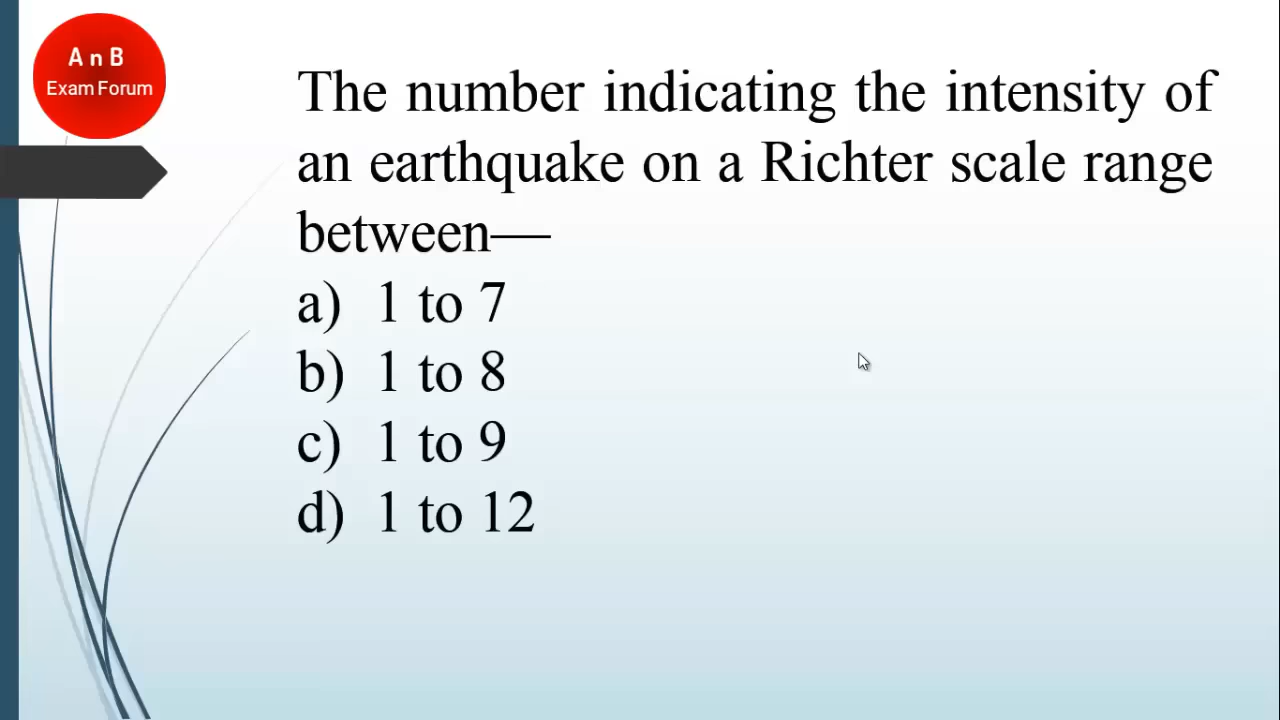 A n B
Exam Forum
The number indicating the intensity of
an earthquake on a Richter scale range
between—
a) 1 to 7
b) 1 to 8
c) 1 to 9
d) 1 to 12